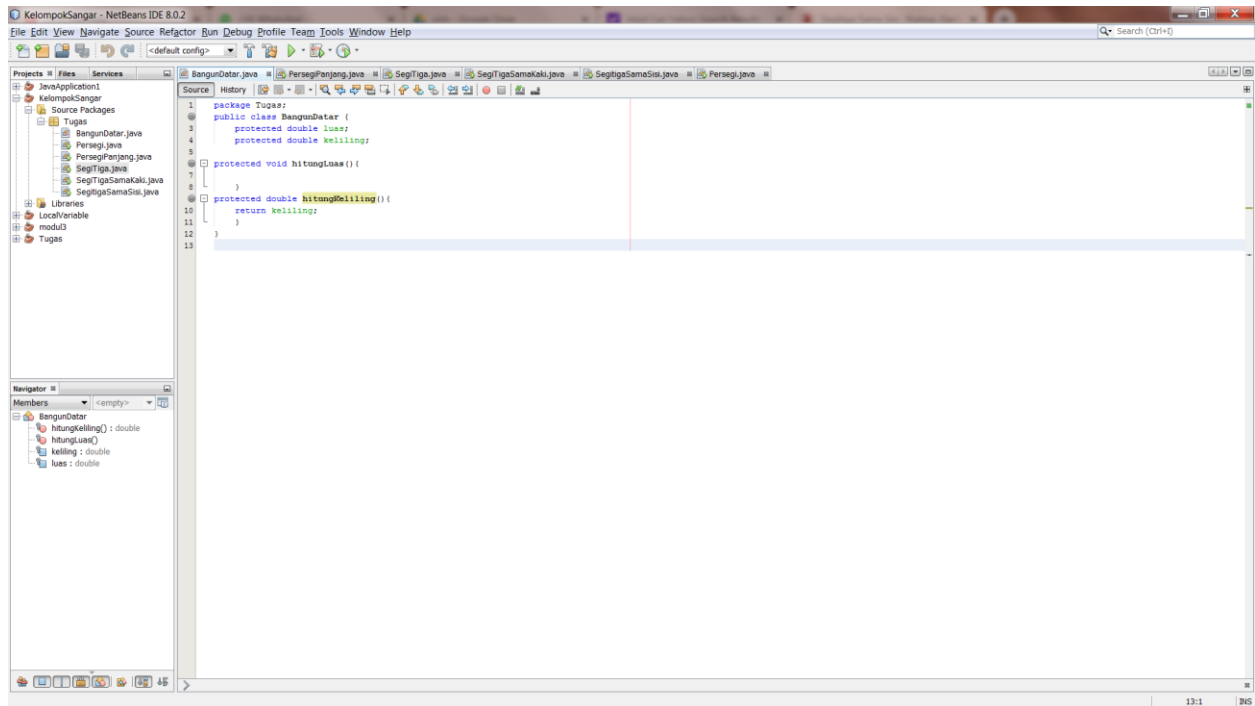 KelompokSangar - NetBeans IDE 8.0.2
File Edit View Navigate Source Refactor Run Debug Profile Team Tools Window Help
Search (Ctrl+I)
<default config>
Projects Files Services
BangunDatar.java PersegiPanjang.java SegiTiga.java SegiTigaSamaKaki.java SegitigaSamaSisi.java Persegi.java
JavaApplication1
KelompokSangar
Source Packages
Tugas
BangunDatar.java
Persegi.java
PersegiPanjang.java
SegiTiga.java
SegiTigaSamaKaki.java
SegitigaSamaSisi.java
Libraries
LocalVariable
modul3
Tugas
Source History
1 package Tugas;
public class BangunDatar {
3 protected double luas;
4 protected double keliling;
5
protected void hitungLuas(){
7
8 }
protected double hitungKeliling(){
10 return keliling;
11 }
12 }
13
Navigator
Members <empty>
BangunDatar
hitungKeliling() : double
hitungLuas()
keliling : double
luas : double
13:1 INS